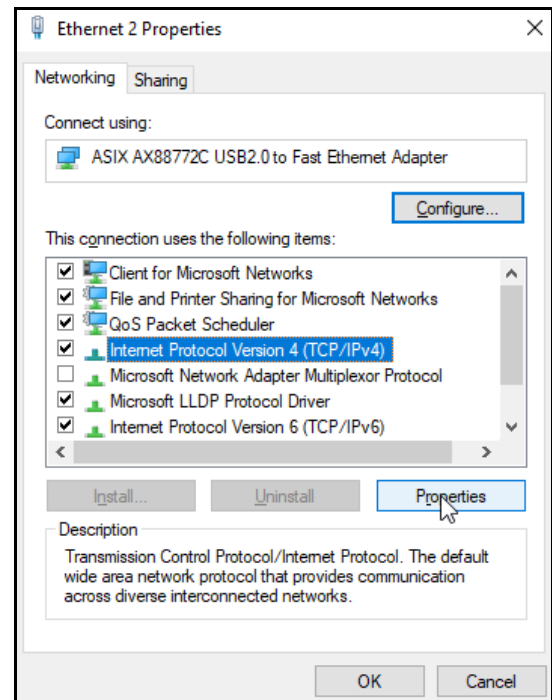 Ethernet 2 Properties
Networking
Sharing
Connect using:
ASIX AX88772C USB2.0 to Fast Ethernet Adapter
Configure...
This connection uses the following items:
Client for Microsoft Networks
File and Printer Sharing for Microsoft Networks
QoS Packet Scheduler
Internet Protocol Version 4 (TCP/IPv4)
Microsoft Network Adapter Multiplexor Protocol
Microsoft LLDP Protocol Driver
Internet Protocol Version 6 (TCP/IPv6)
Install...
Uninstall
Properties
Description
Transmission Control Protocol/Internet Protocol. The default
wide area network protocol that provides communication
across diverse interconnected networks.
OK
Cancel